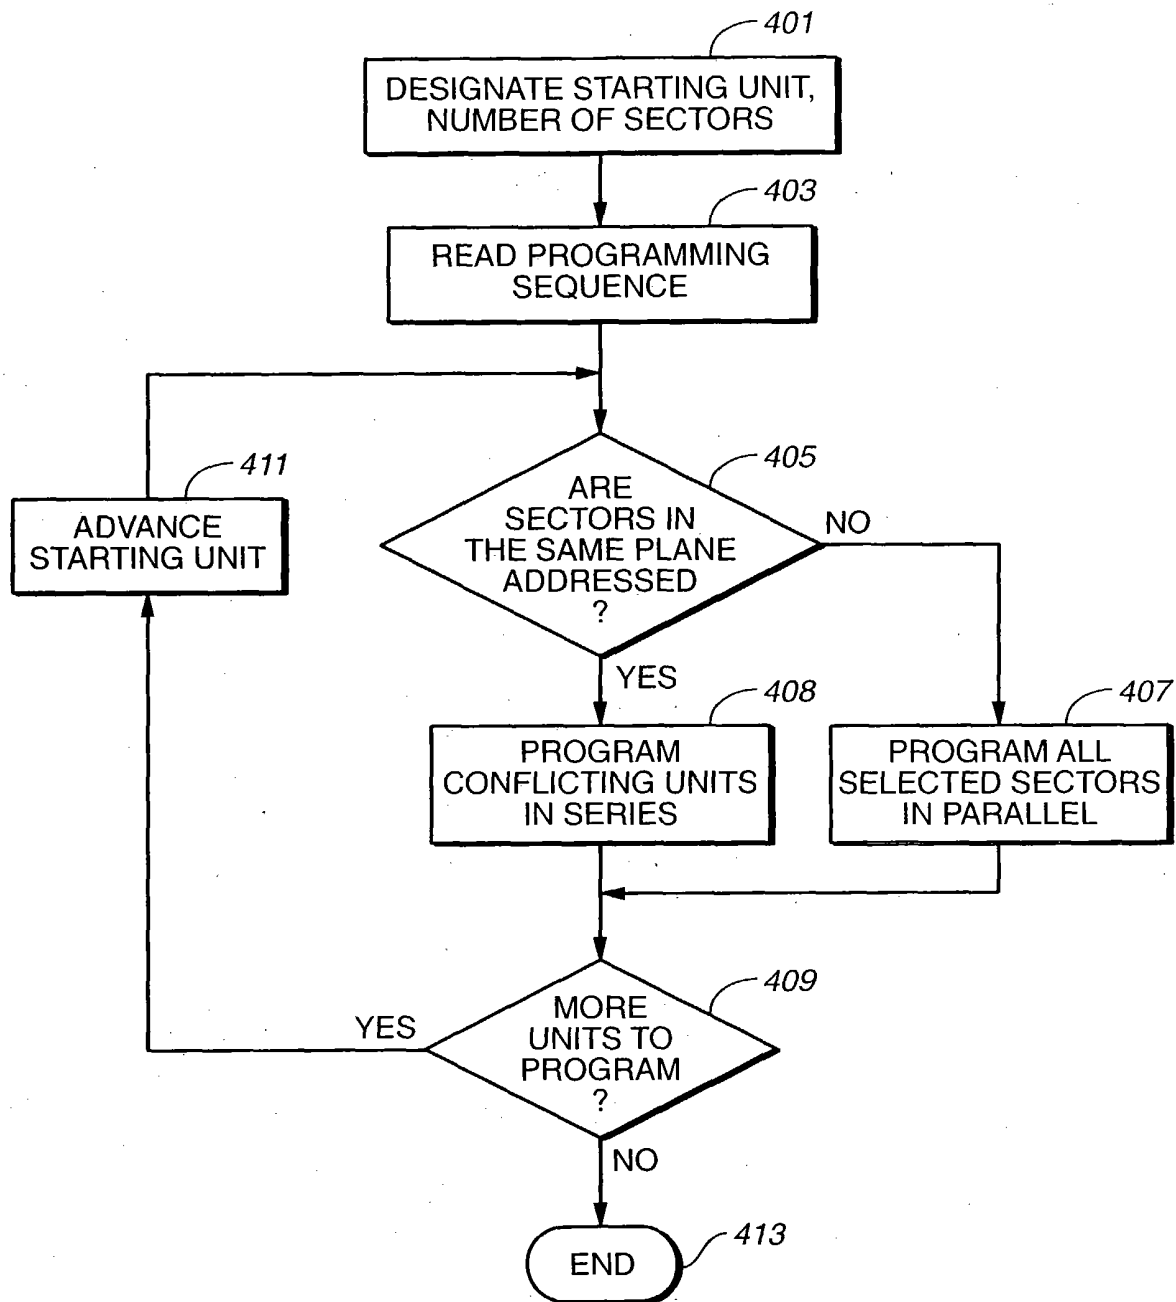 401
DESIGNATE STARTING UNIT,
NUMBER OF SECTORS
403
READ PROGRAMMING
SEQUENCE
411
ADVANCE
STARTING UNIT
405
ARE
SECTORS IN
THE SAME PLANE
ADDRESSED
?
NO
YES
408
PROGRAM
CONFLICTING UNITS
IN SERIES
407
PROGRAM ALL
SELECTED SECTORS
IN PARALLEL
409
MORE
UNITS TO
PROGRAM
?
YES
NO
413
END